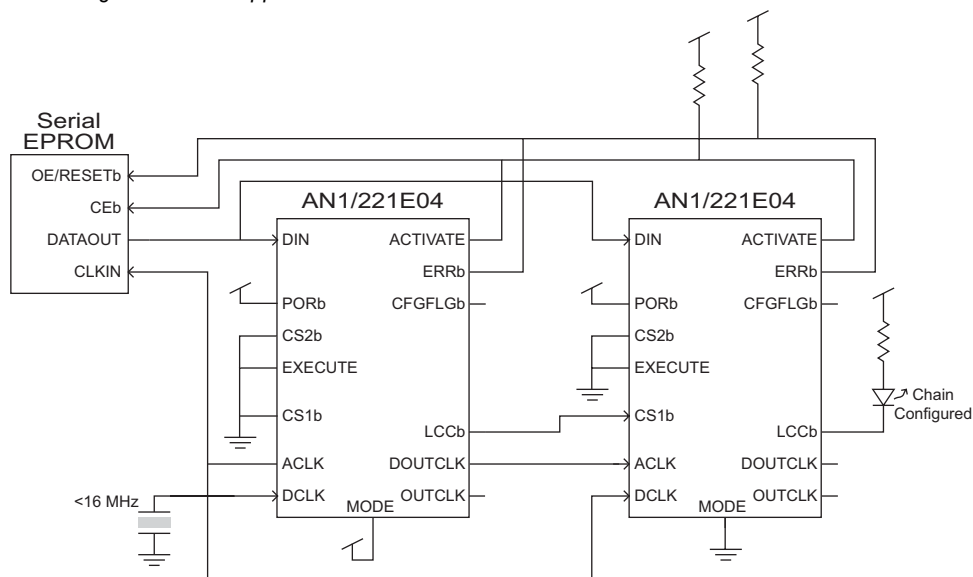 Serial
EPROM
OE/RESETb
CEb
DATAOUT
CLKIN
AN1/221E04
DIN
ACTIVATE
ERRb
PORb
CFGFLGb
CS2b
EXECUTE
CS1b
LCCb
ACLK
DOUTCLK
DCLK
OUTCLK
MODE
<16 MHz
AN1/221E04
DIN
ACTIVATE
ERRb
PORb
CFGFLGb
CS2b
EXECUTE
CS1b
LCCb
ACLK
DOUTCLK
DCLK
OUTCLK
MODE
Chain
Configured